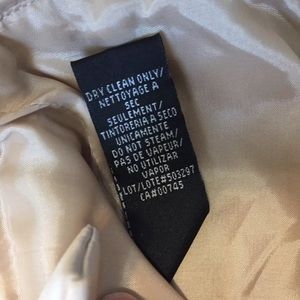 DRY CLEAN ONLY/
NETTOYAGE A
SEC
SEULEMENT/
TINTORERIA A SECO
UNICAMENTE
DO NOT STEAM/
PAS DE VAPEUR/
NO UTILIZAR
VAPOR
LOT/LOTE#503297
CA#00745